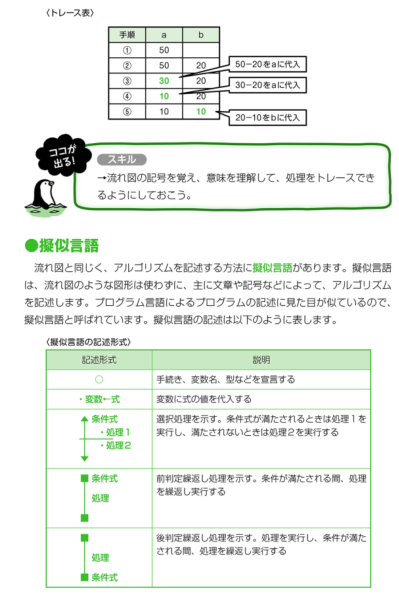 〈トレース表〉
手順 a b
① 50
② 50 20
③ 30 20
④ 10 20
⑤ 10 10
50−20をaに代入
30−20をaに代入
20−10をbに代入
ココが
出る!
スキル
→流れ図の記号を覚え、意味を理解して、処理をトレースでき
るようにしておこう。
●擬似言語
流れ図と同じく、アルゴリズムを記述する方法に擬似言語があります。擬似言語
は、流れ図のような図形は使わずに、主に文章や記号などによって、アルゴリズム
を記述します。プログラム言語によるプログラムの記述に見た目が似ているので、
擬似言語と呼ばれています。擬似言語の記述は以下のように表します。
〈擬似言語の記述形式〉
記述形式 説明
○ 手続き、変数名、型などを宣言する
・変数←式 変数に式の値を代入する
▲ 条件式
・処理1
・処理2
▼
選択処理を示す。条件式が満たされるときは処理1を
実行し、満たされないときは処理2を実行する
■ 条件式
処理
■
前判定繰返し処理を示す。条件が満たされる間、処理
を繰返し実行する
■
処理
■ 条件式
後判定繰返し処理を示す。処理を実行し、条件が満た
される間、処理を繰返し実行する